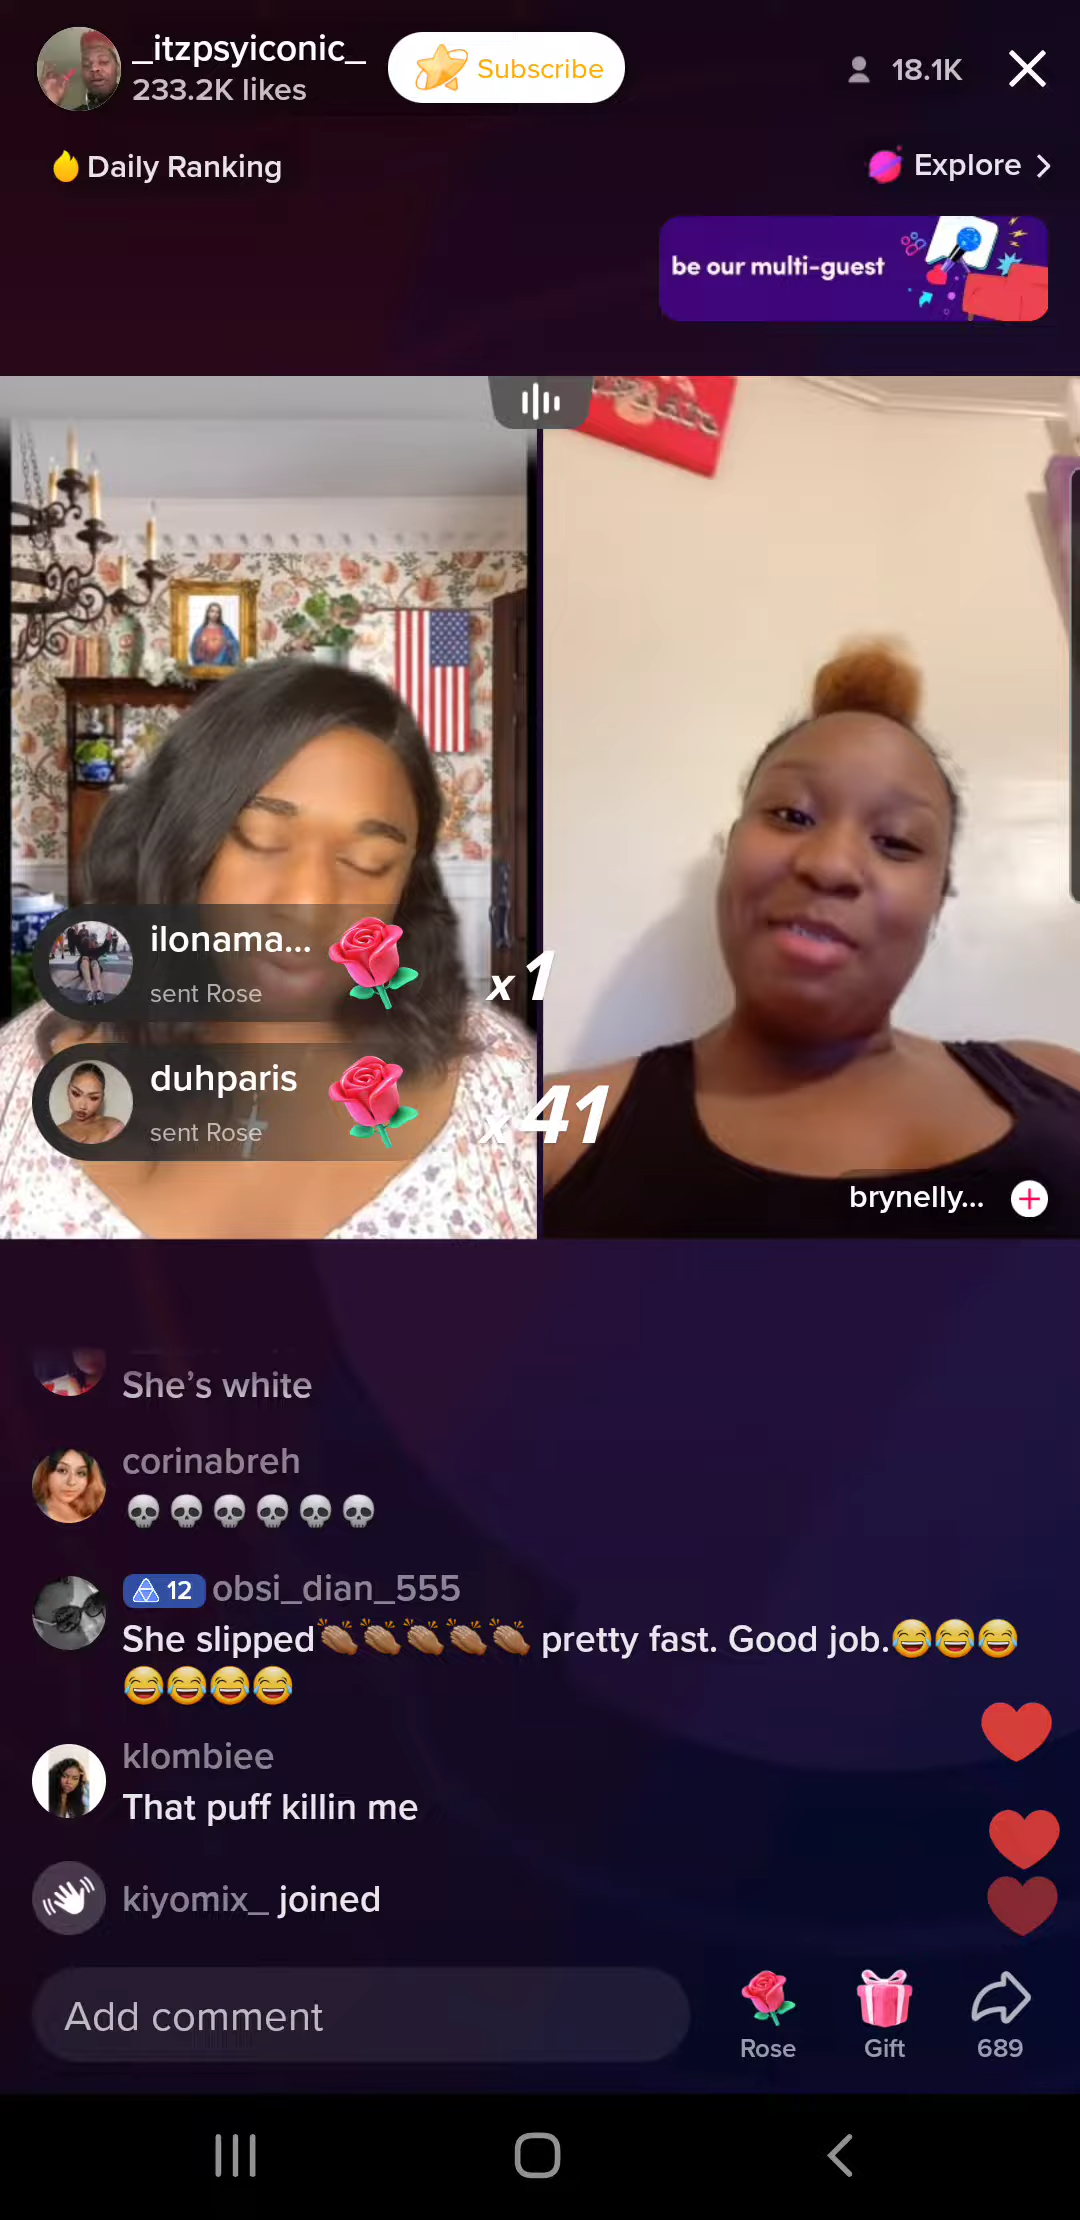 _itzpsyiconic_
233.2K likes
Subscribe
18.1K
Daily Ranking
Explore
be our multi-guest
ilonama...
sent Rose
x1
duhparis
sent Rose
x41
brynelly...
She's white
corinabreh
💀💀💀💀💀💀
12 obsi_dian_555
She slipped👏🏽👏🏽👏🏽👏🏽👏🏽 pretty fast. Good job.😂😂😂
😂😂😂😂
klombiee
That puff killin me
kiyomix_ joined
Add comment
Rose
Gift
689